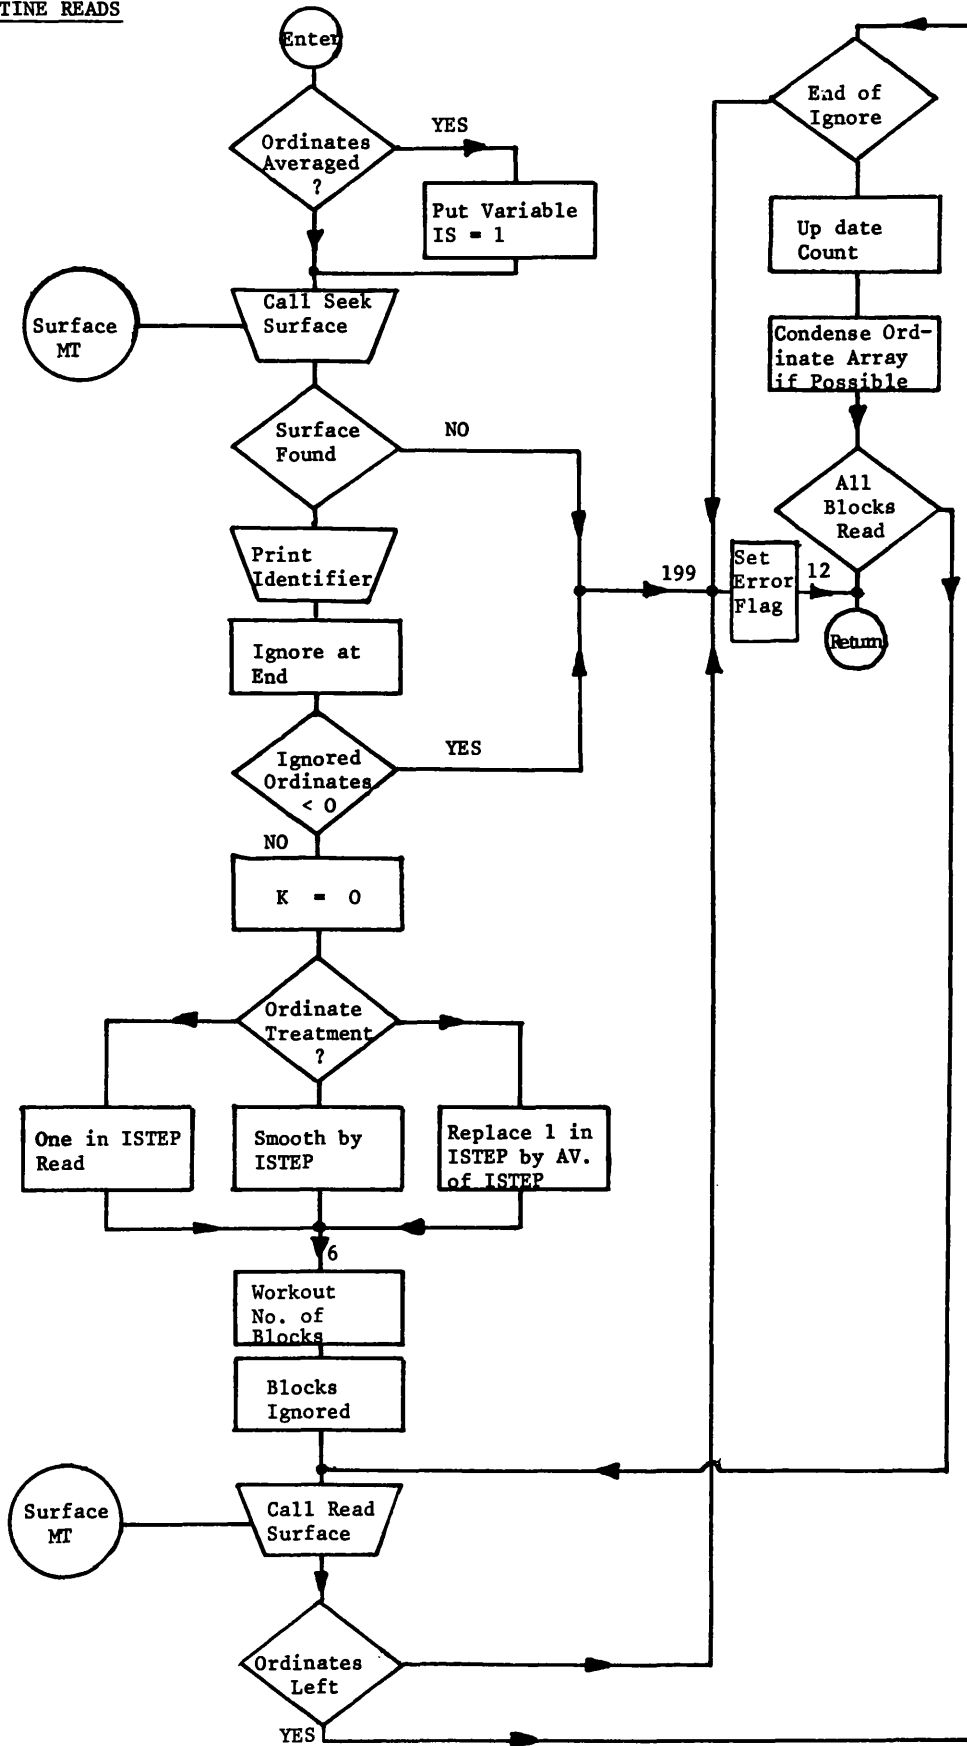 TINE READS
Enter
Ordinates
Averaged
?
YES
Put Variable
IS = 1
Call Seek
Surface
Surface
MT
Surface
Found
NO
Print
Identifier
Ignore at
End
Ignored
Ordinates
< 0
YES
NO
K = 0
Ordinate
Treatment
?
One in ISTEP
Read
Smooth by
ISTEP
Replace 1 in
ISTEP by AV.
of ISTEP
6
Workout
No. of
Blocks
Blocks
Ignored
Call Read
Surface
Surface
MT
Ordinates
Left
YES
End of
Ignore
Up date
Count
Condense Ord-
inate Array
if Possible
All
Blocks
Read
199
Set
Error
Flag
12
Return